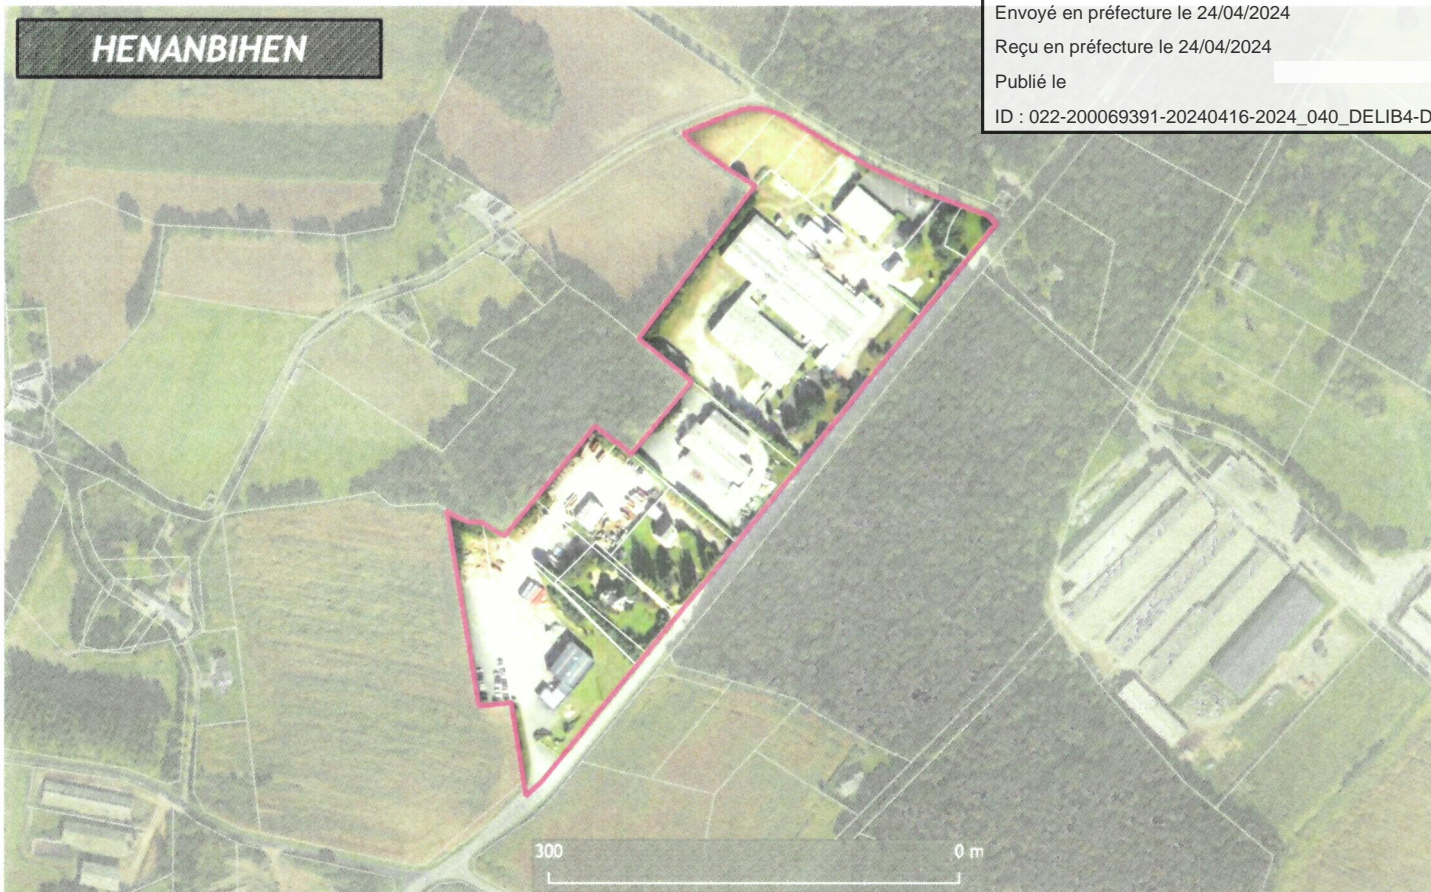 HENANBIHEN
Envoyé en préfecture le 24/04/2024
Reçu en préfecture le 24/04/2024
Publié le
ID : 022-200069391-20240416-2024_040_DELIB4-D
300
0 m